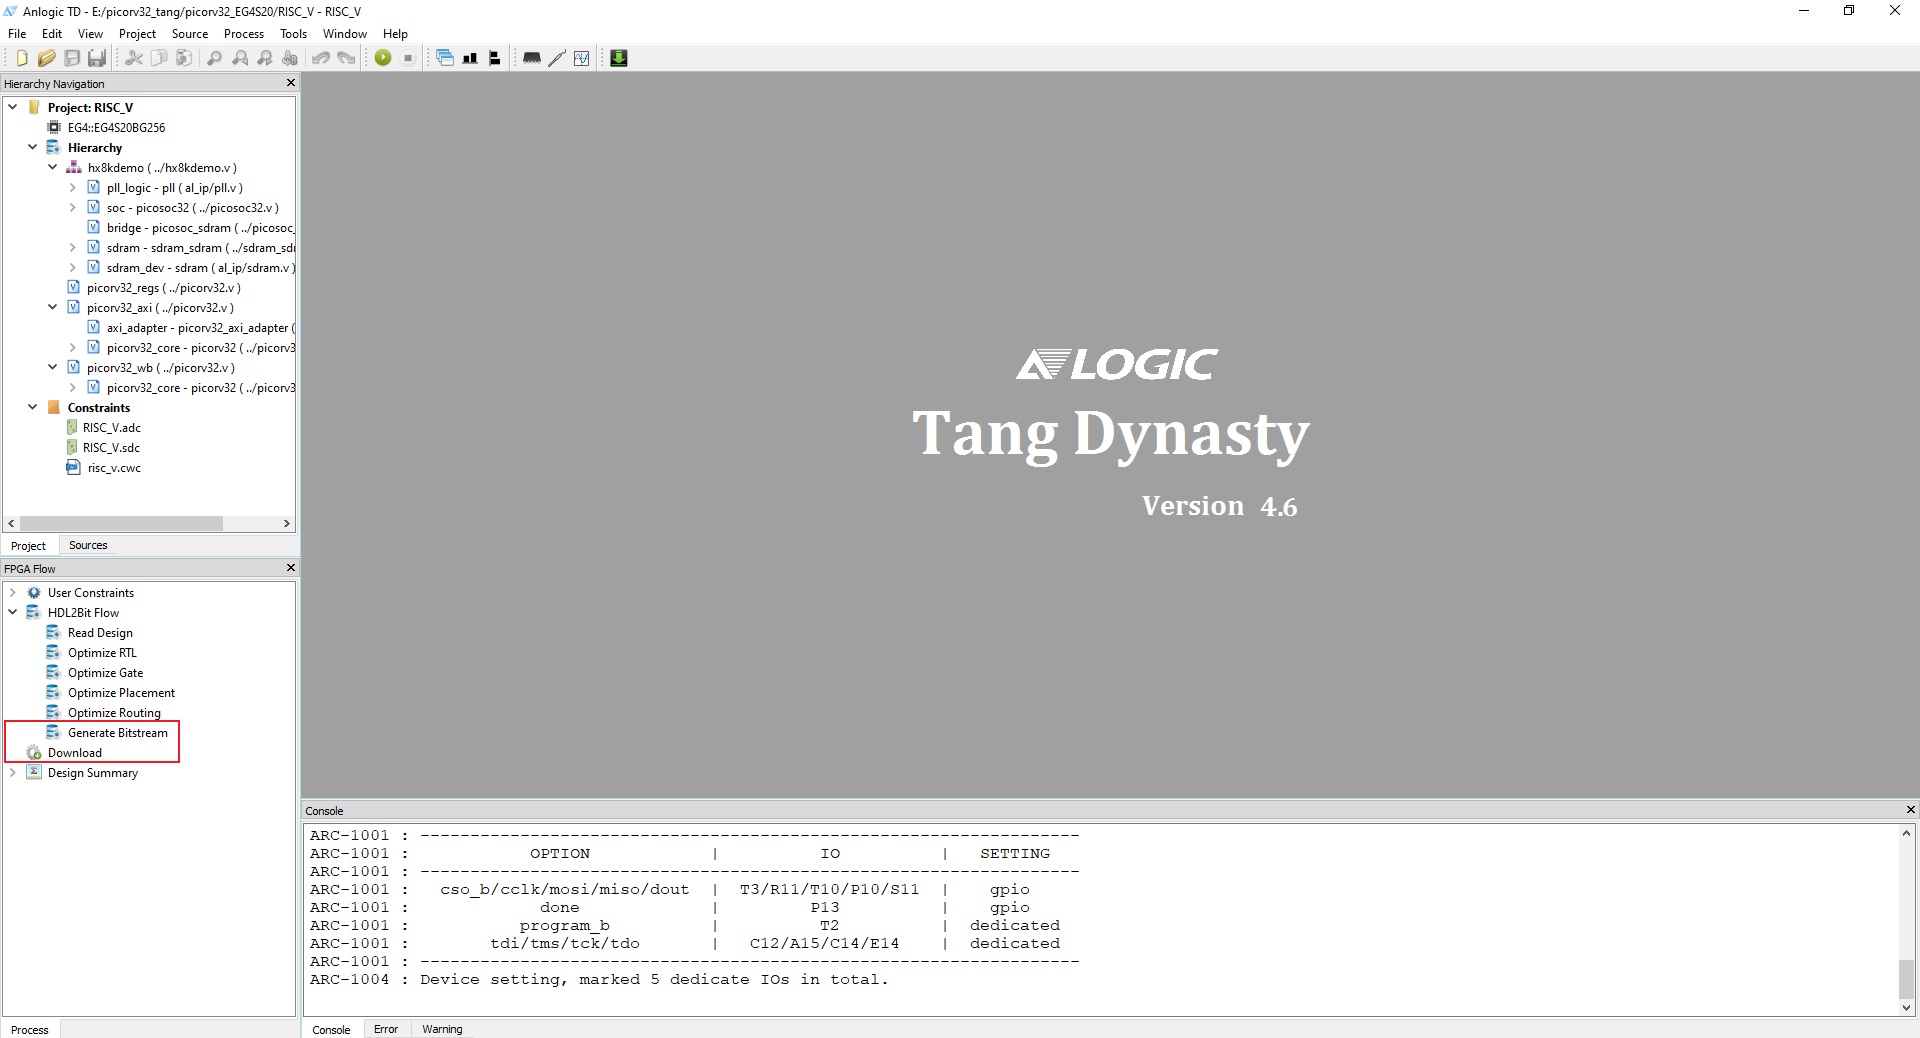 Anlogic TD - E:/picorv32_tang/picorv32_EG4S20/RISC_V - RISC_V
File Edit View Project Source Process Tools Window Help
Hierarchy Navigation
Project: RISC_V
EG4::EG4S20BG256
Hierarchy
hx8kdemo ( ../hx8kdemo.v )
pll_logic - pll ( al_ip/pll.v )
soc - picosoc32 ( ../picosoc32.v )
bridge - picosoc_sdram ( ../picosoc_
sdram - sdram_sdram ( ../sdram_sdr
sdram_dev - sdram ( al_ip/sdram.v )
picorv32_regs ( ../picorv32.v )
picorv32_axi ( ../picorv32.v )
axi_adapter - picorv32_axi_adapter (
picorv32_core - picorv32 ( ../picorv3
picorv32_wb ( ../picorv32.v )
picorv32_core - picorv32 ( ../picorv3
Constraints
RISC_V.adc
RISC_V.sdc
risc_v.cwc
Project Sources
FPGA Flow
User Constraints
HDL2Bit Flow
Read Design
Optimize RTL
Optimize Gate
Optimize Placement
Optimize Routing
Generate Bitstream
Download
Design Summary
Process
ANLOGIC
Tang Dynasty
Version 4.6
Console
ARC-1001 : ------------------------------------------------------------------
ARC-1001 : OPTION | IO | SETTING
ARC-1001 : ------------------------------------------------------------------
ARC-1001 : cso_b/cclk/mosi/miso/dout | T3/R11/T10/P10/S11 | gpio
ARC-1001 : done | P13 | gpio
ARC-1001 : program_b | T2 | dedicated
ARC-1001 : tdi/tms/tck/tdo | C12/A15/C14/E14 | dedicated
ARC-1001 : ------------------------------------------------------------------
ARC-1004 : Device setting, marked 5 dedicate IOs in total.
Console Error Warning